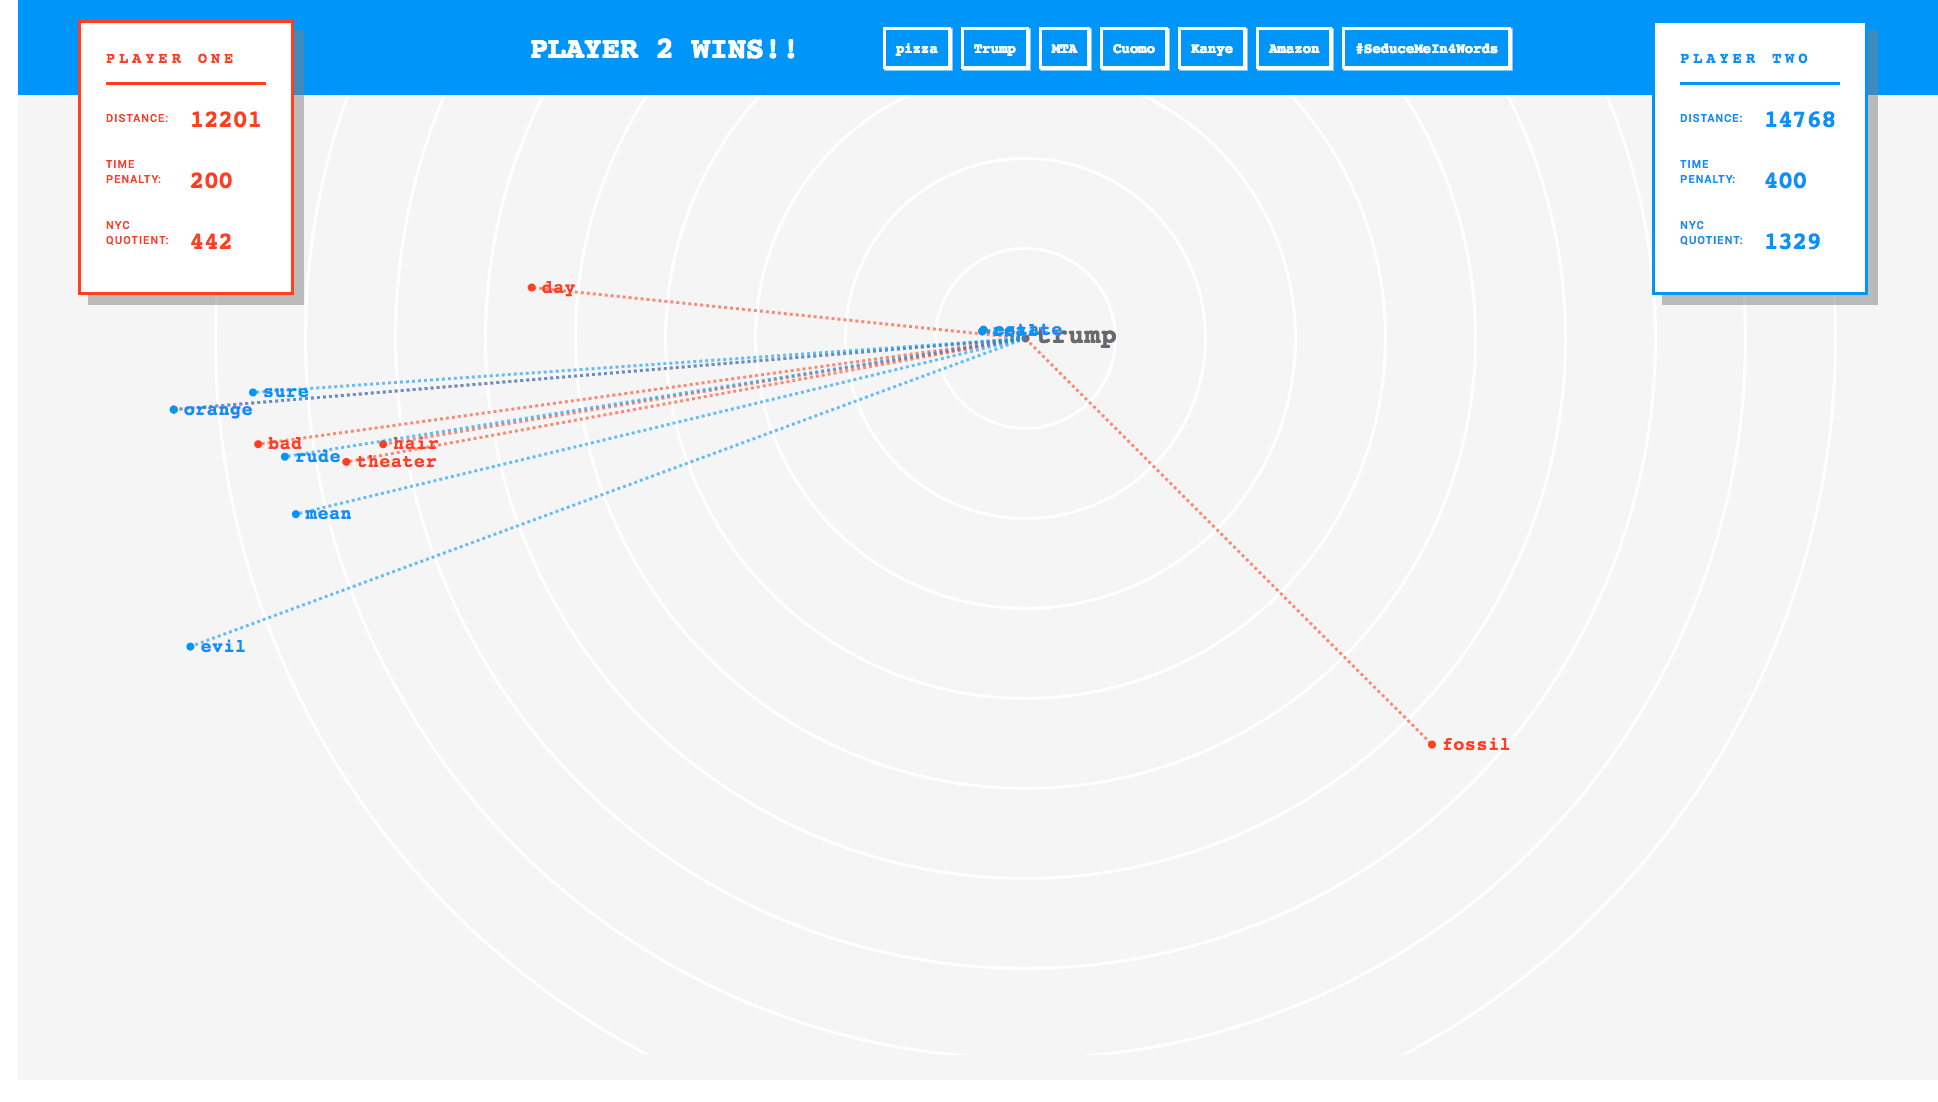 PLAYER 2 WINS!!
pizza
Trump
MTA
Cuomo
Kanye
Amazon
#SeduceMeIn4Words
PLAYER ONE
DISTANCE: 12201
TIME
PENALTY: 200
NYC
QUOTIENT: 442
PLAYER TWO
DISTANCE: 14768
TIME
PENALTY: 400
NYC
QUOTIENT: 1329
day
trump
sure
orange
bad
hair
rude
theater
mean
evil
fossil